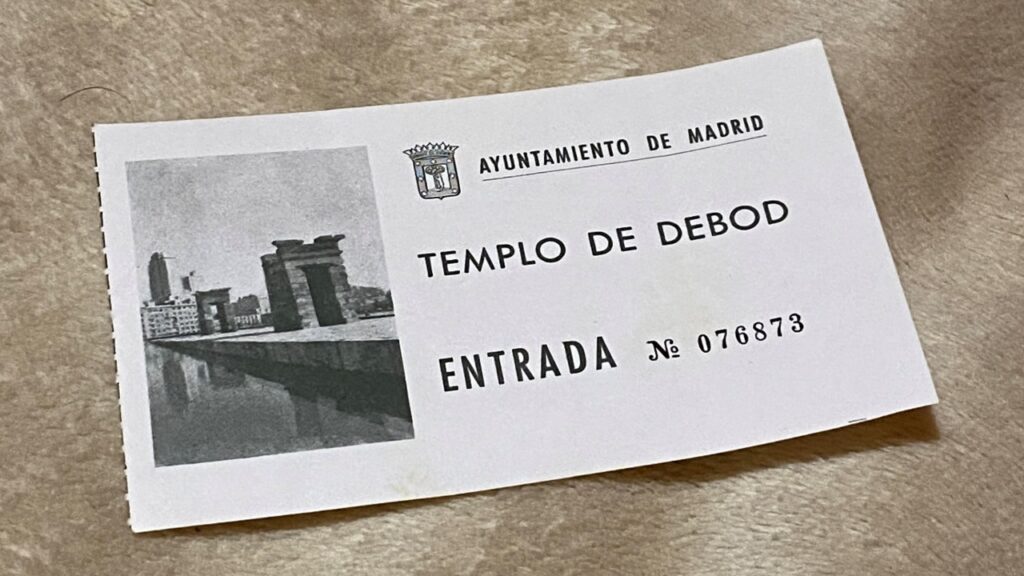 AYUNTAMIENTO DE MADRID
TEMPLO DE DEBOD
ENTRADA № 076873